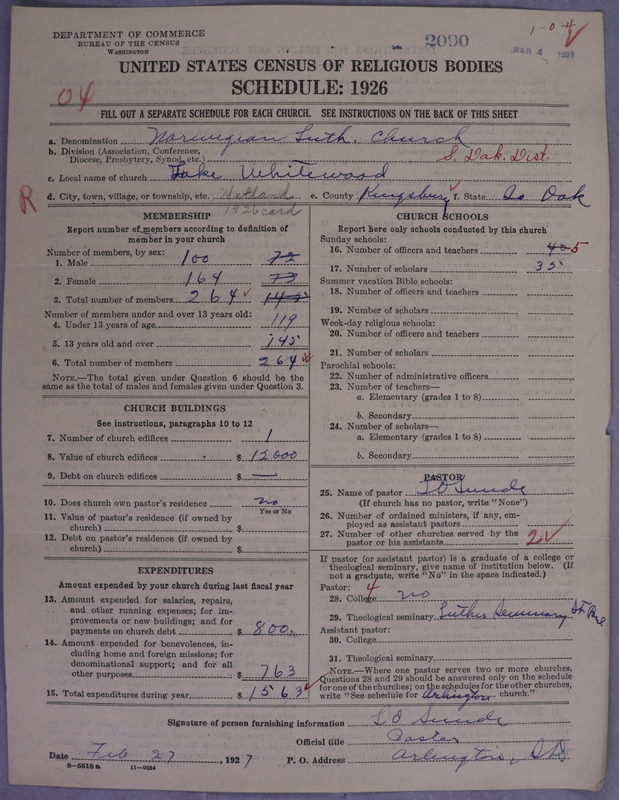 1-0-4
DEPARTMENT OF COMMERCE
BUREAU OF THE CENSUS
WASHINGTON
2090
MAR 4 1927
UNITED STATES CENSUS OF RELIGIOUS BODIES
SCHEDULE: 1926
04
FILL OUT A SEPARATE SCHEDULE FOR EACH CHURCH. SEE INSTRUCTIONS ON THE BACK OF THIS SHEET
a. Denomination Norwegian Luth. Church
b. Division (Association, Conference, Diocese, Presbytery, Synod, etc.) S. Dak. Dist.
c. Local name of church Lake Whitewood
R
d. City, town, village, or township, etc. Hetland e. County Kingsbury f. State So Dak
1926 card
MEMBERSHIP
Report number of members according to definition of member in your church
Number of members, by sex:
1. Male 100 72
2. Female 164 73
3. Total number of members 264 145
Number of members under and over 13 years old:
4. Under 13 years of age 119
5. 13 years old and over 145
6. Total number of members 264
NOTE.—The total given under Question 6 should be the same as the total of males and females given under Question 3.
CHURCH BUILDINGS
See instructions, paragraphs 10 to 12
7. Number of church edifices 1
8. Value of church edifices $ 12000
9. Debt on church edifices $ —
10. Does church own pastor's residence no
Yes or No
11. Value of pastor's residence (if owned by church) $
12. Debt on pastor's residence (if owned by church) $
EXPENDITURES
Amount expended by your church during last fiscal year
13. Amount expended for salaries, repairs, and other running expenses; for improvements or new buildings; and for payments on church debt $ 800.
14. Amount expended for benevolences, including home and foreign missions; for denominational support; and for all other purposes $ 763
15. Total expenditures during year $ 1563
CHURCH SCHOOLS
Report here only schools conducted by this church
Sunday schools:
16. Number of officers and teachers 5
17. Number of scholars 35
Summer vacation Bible schools:
18. Number of officers and teachers
19. Number of scholars
Week-day religious schools:
20. Number of officers and teachers
21. Number of scholars
Parochial schools:
22. Number of administrative officers
23. Number of teachers—
a. Elementary (grades 1 to 8)
b. Secondary
24. Number of scholars—
a. Elementary (grades 1 to 8)
b. Secondary
PASTOR
25. Name of pastor S O Sunde
(If church has no pastor, write "None")
26. Number of ordained ministers, if any, employed as assistant pastors
27. Number of other churches served by the pastor or his assistants 2
If pastor (or assistant pastor) is a graduate of a college or theological seminary, give name of institution below. (If not a graduate, write "No" in the space indicated.)
Pastor: 4
28. College no
29. Theological seminary Luther Seminary St Paul
Assistant pastor:
30. College
31. Theological seminary
NOTE.—Where one pastor serves two or more churches, Questions 28 and 29 should be answered only on the schedule for one of the churches; on the schedules for the other churches, write "See schedule for Arlington church."
Signature of person furnishing information S O Sunde
Official title Pastor
Date Feb 27, 1927 P. O. Address Arlington, SD
8—5518 a 11—9054